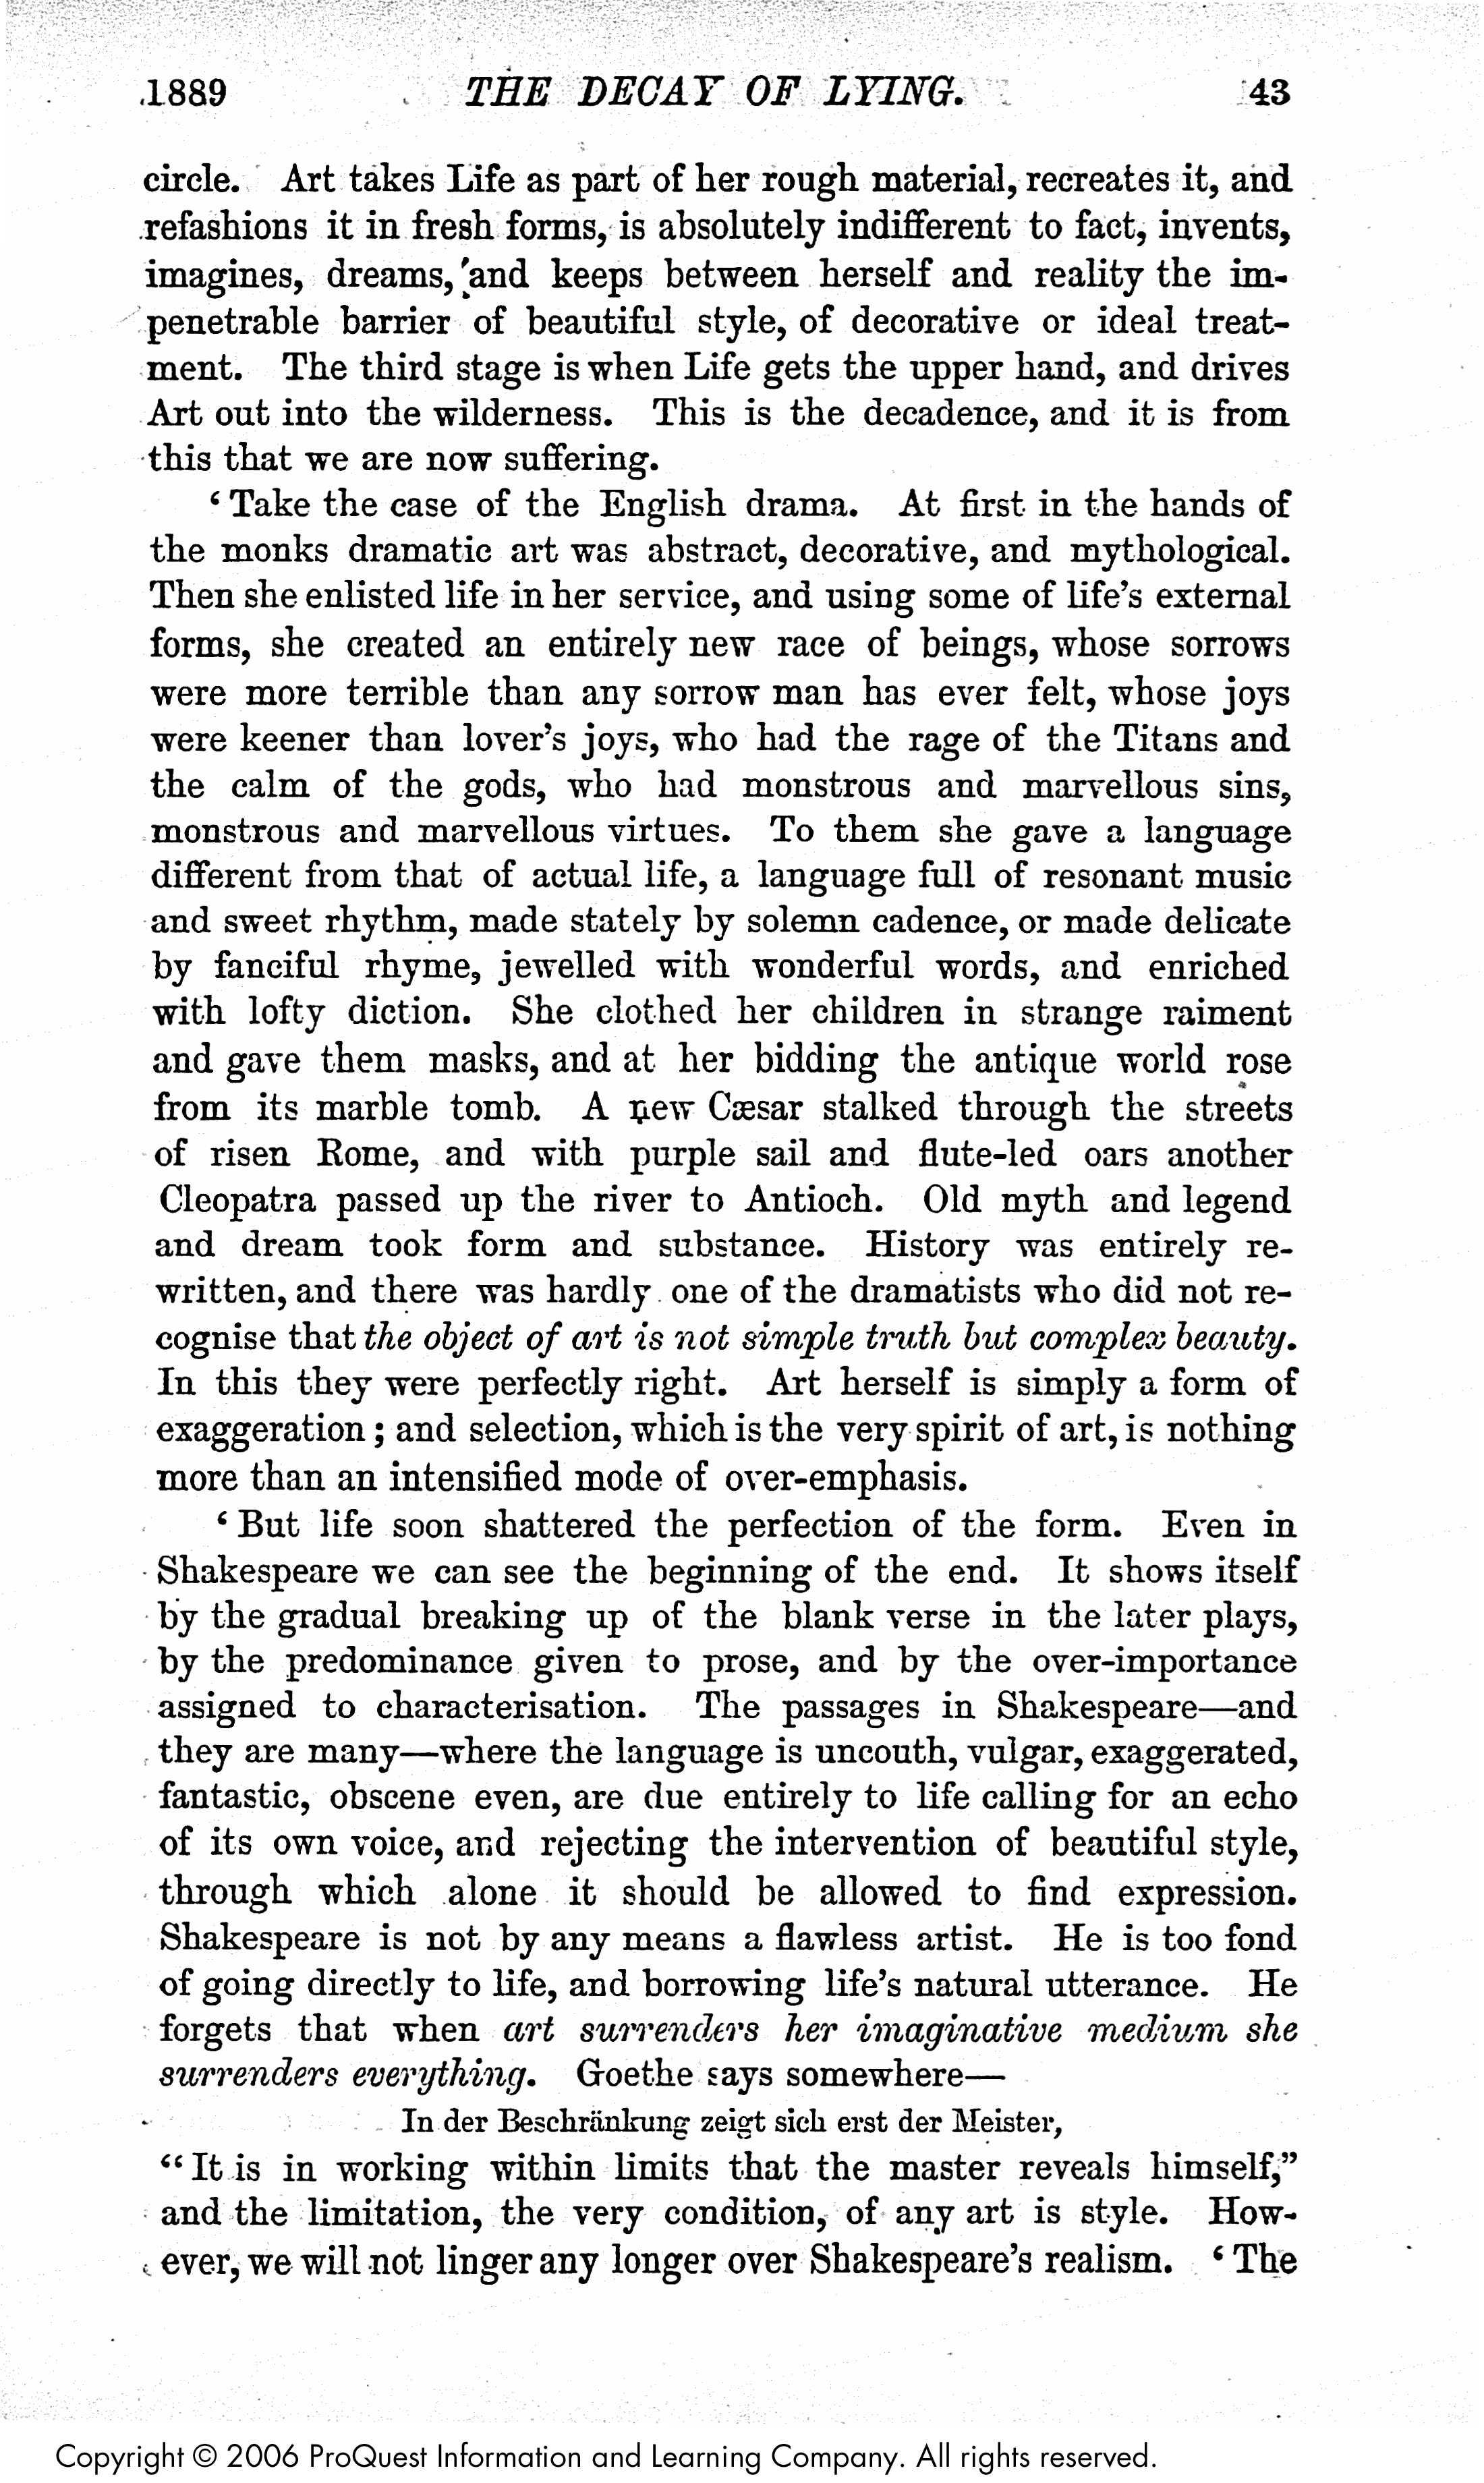 1889 THE DECAY OF LYING. 43
circle. Art takes Life as part of her rough material, recreates it, and
refashions it in fresh forms, is absolutely indifferent to fact, invents,
imagines, dreams, and keeps between herself and reality the im-
penetrable barrier of beautiful style, of decorative or ideal treat-
ment. The third stage is when Life gets the upper hand, and drives
Art out into the wilderness. This is the decadence, and it is from
this that we are now suffering.
‘ Take the case of the English drama. At first in the hands of
the monks dramatic art was abstract, decorative, and mythological.
Then she enlisted life in her service, and using some of life’s external
forms, she created an entirely new race of beings, whose sorrows
were more terrible than any sorrow man has ever felt, whose joys
were keener than lover’s joys, who had the rage of the Titans and
the calm of the gods, who had monstrous and marvellous sins,
monstrous and marvellous virtues. To them she gave a language
different from that of actual life, a language full of resonant music
and sweet rhythm, made stately by solemn cadence, or made delicate
by fanciful rhyme, jewelled with wonderful words, and enriched
with lofty diction. She clothed her children in strange raiment
and gave them masks, and at her bidding the antique world rose
from its marble tomb. A new Cæsar stalked through the streets
of risen Rome, and with purple sail and flute-led oars another
Cleopatra passed up the river to Antioch. Old myth and legend
and dream took form and substance. History was entirely re-
written, and there was hardly one of the dramatists who did not re-
cognise that the object of art is not simple truth but complex beauty.
In this they were perfectly right. Art herself is simply a form of
exaggeration ; and selection, which is the very spirit of art, is nothing
more than an intensified mode of over-emphasis.
‘ But life soon shattered the perfection of the form. Even in
Shakespeare we can see the beginning of the end. It shows itself
by the gradual breaking up of the blank verse in the later plays,
by the predominance given to prose, and by the over-importance
assigned to characterisation. The passages in Shakespeare—and
they are many—where the language is uncouth, vulgar, exaggerated,
fantastic, obscene even, are due entirely to life calling for an echo
of its own voice, and rejecting the intervention of beautiful style,
through which alone it should be allowed to find expression.
Shakespeare is not by any means a flawless artist. He is too fond
of going directly to life, and borrowing life’s natural utterance. He
forgets that when art surrenders her imaginative medium she
surrenders everything. Goethe says somewhere—
In der Beschränkung zeigt sich erst der Meister,
“ It is in working within limits that the master reveals himself,”
and the limitation, the very condition, of any art is style. How-
ever, we will not linger any longer over Shakespeare’s realism. ‘ The
Copyright © 2006 ProQuest Information and Learning Company. All rights reserved.